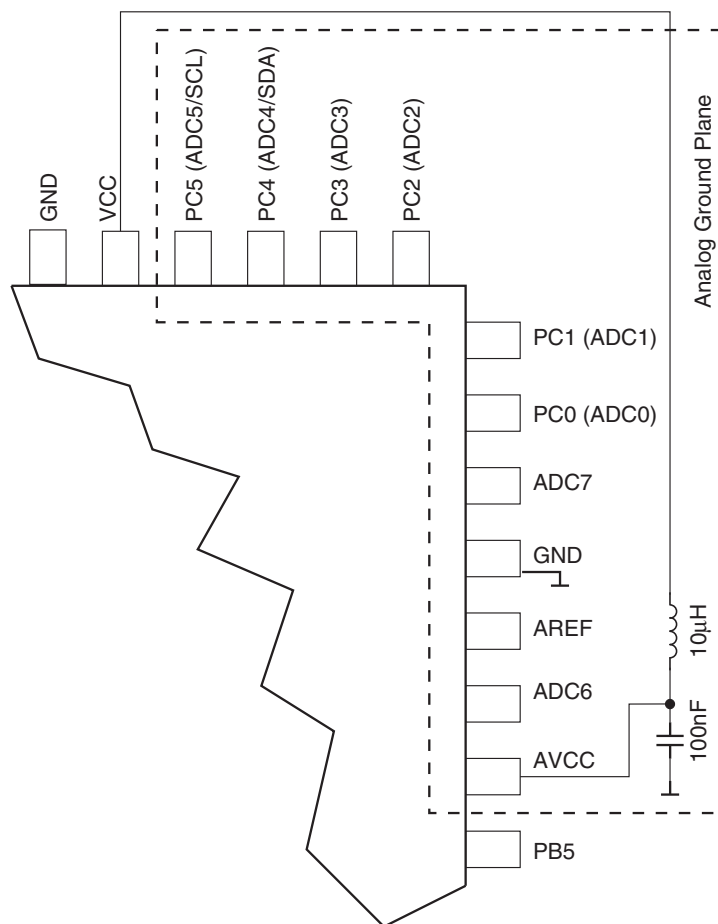 GND
VCC
PC5 (ADC5/SCL)
PC4 (ADC4/SDA)
PC3 (ADC3)
PC2 (ADC2)
Analog Ground Plane
PC1 (ADC1)
PC0 (ADC0)
ADC7
GND
AREF
10μH
ADC6
100nF
AVCC
PB5